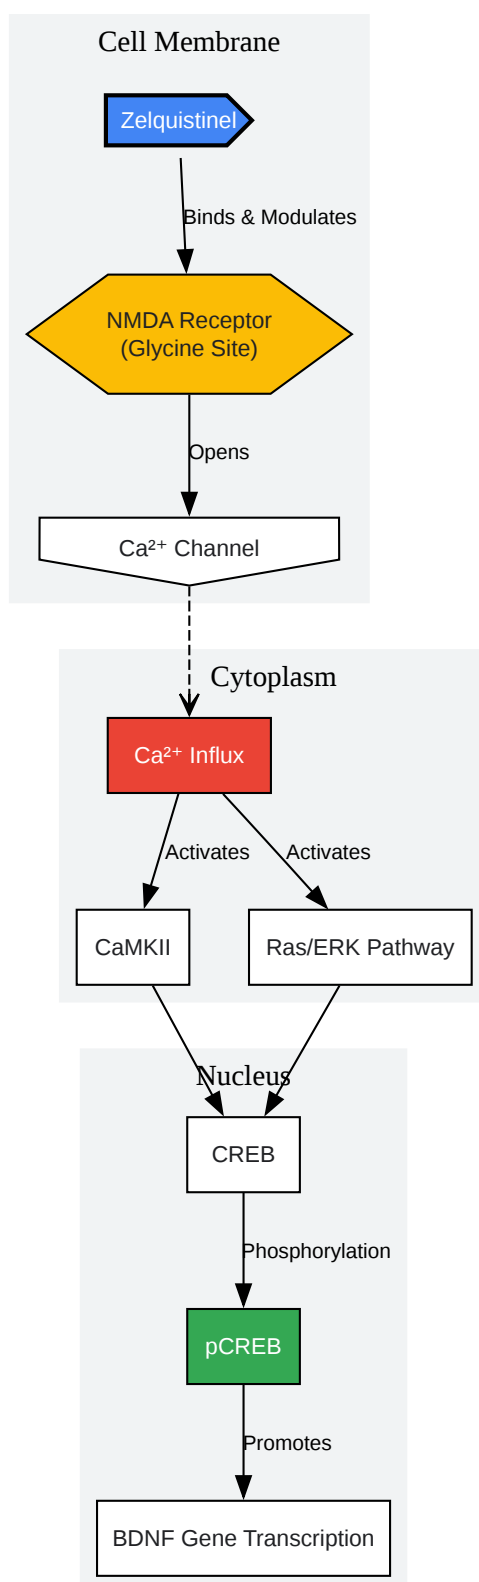 Cell Membrane
Zelquistinel
Binds & Modulates
NMDA Receptor
(Glycine Site)
Opens
Ca²⁺ Channel
Cytoplasm
Ca²⁺ Influx
Activates
Activates
CaMKII
Ras/ERK Pathway
Nucleus
CREB
Phosphorylation
pCREB
Promotes
BDNF Gene Transcription